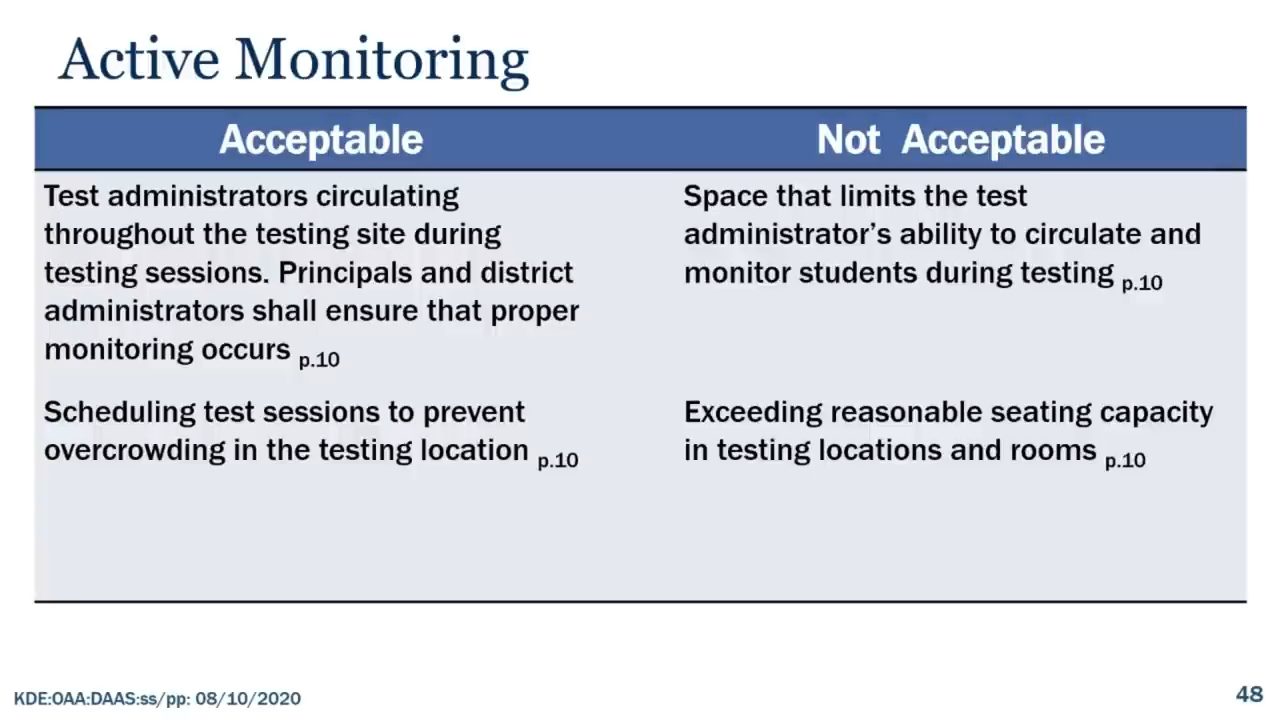 Active Monitoring
Acceptable
Not Acceptable
Test administrators circulating
throughout the testing site during
testing sessions. Principals and district
administrators shall ensure that proper
monitoring occurs p.10
Space that limits the test
administrator’s ability to circulate and
monitor students during testing p.10
Scheduling test sessions to prevent
overcrowding in the testing location p.10
Exceeding reasonable seating capacity
in testing locations and rooms p.10
KDE:OAA:DAAS:ss/pp: 08/10/2020
48